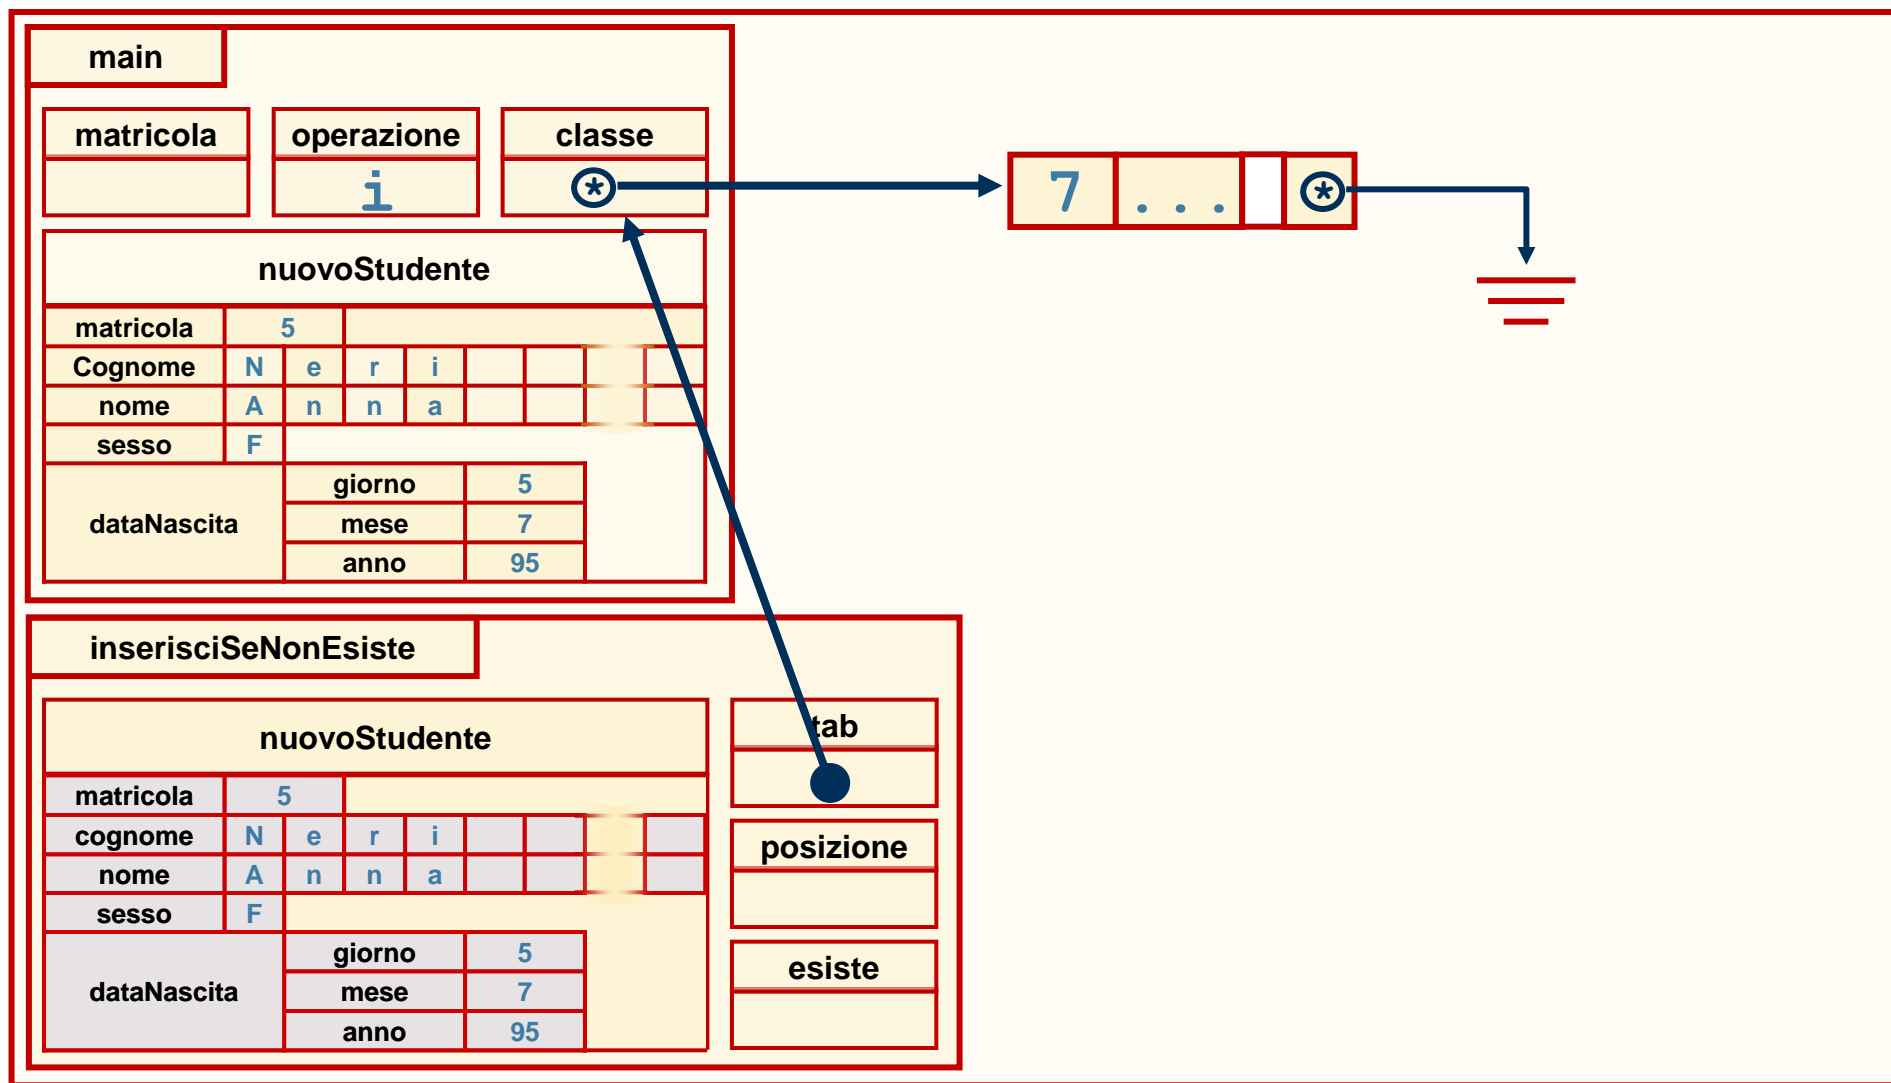 main
matricola operazione classe
i * 7 ... *
nuovoStudente
matricola 5
Cognome N e r i
nome A n n a
sesso F
giorno 5
dataNascita mese 7
anno 95
inserisciSeNonEsiste
nuovoStudente tab
matricola 5
cognome N e r i posizione
nome A n n a
sesso F
giorno 5 esiste
dataNascita mese 7
anno 95